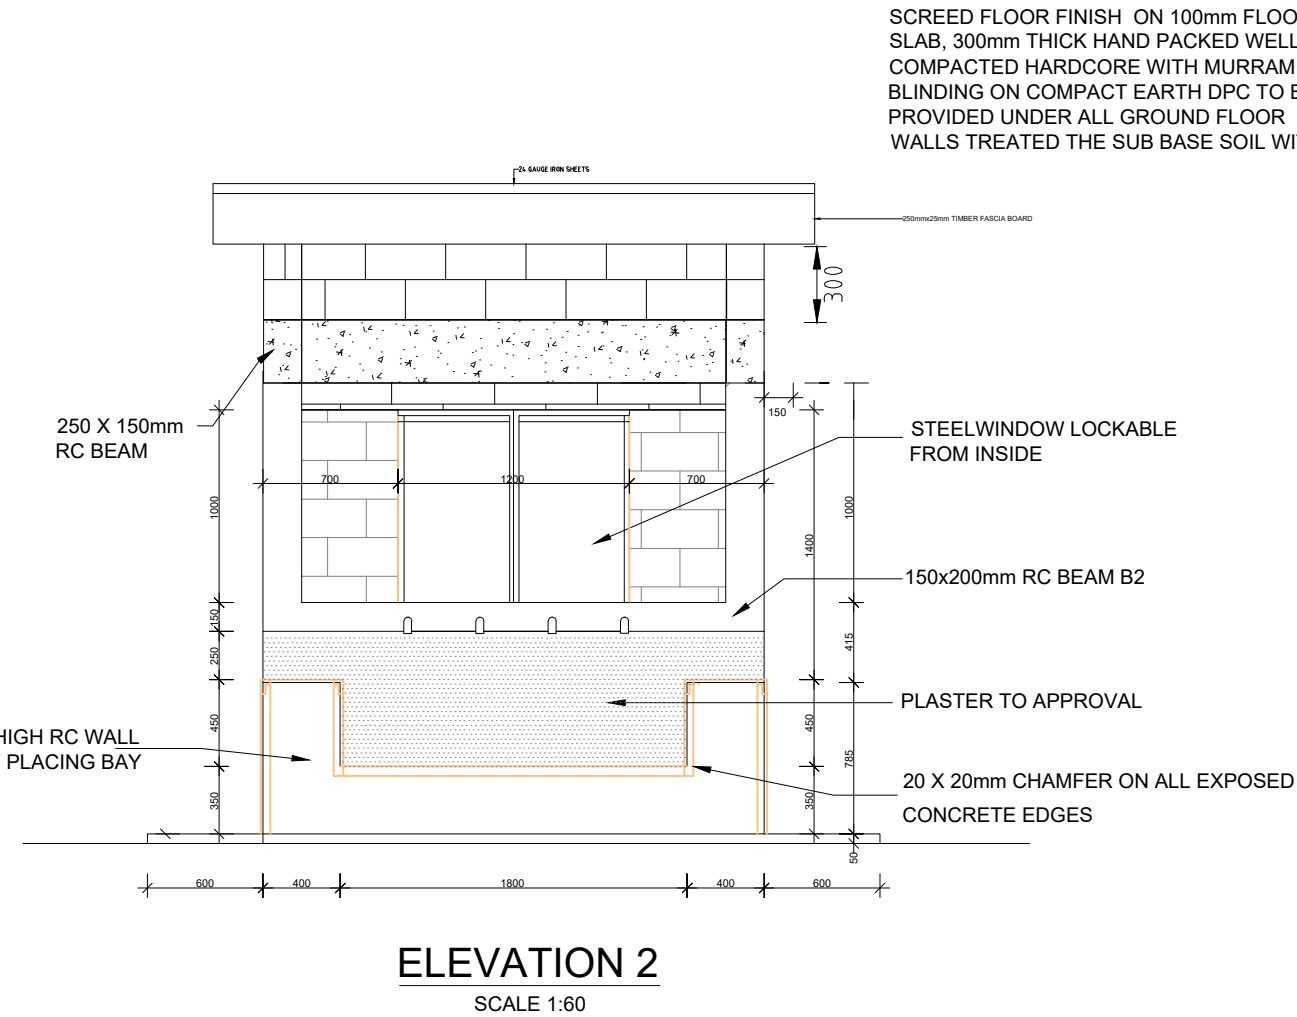 SCREED FLOOR FINISH ON 100mm FLOO
SLAB, 300mm THICK HAND PACKED WELL
COMPACTED HARDCORE WITH MURRAM
BLINDING ON COMPACT EARTH DPC TO B
PROVIDED UNDER ALL GROUND FLOOR
WALLS TREATED THE SUB BASE SOIL WI
24 GAUGE IRON SHEETS
250mmx25mm TIMBER FASCIA BOARD
300
250 X 150mm
RC BEAM
150
STEELWINDOW LOCKABLE
FROM INSIDE
700
1200
700
1000
1400
1000
150x200mm RC BEAM B2
150
250
415
PLASTER TO APPROVAL
450
450
HIGH RC WALL
PLACING BAY
785
20 X 20mm CHAMFER ON ALL EXPOSED
CONCRETE EDGES
350
350
50
600
400
1800
400
600
ELEVATION 2
SCALE 1:60